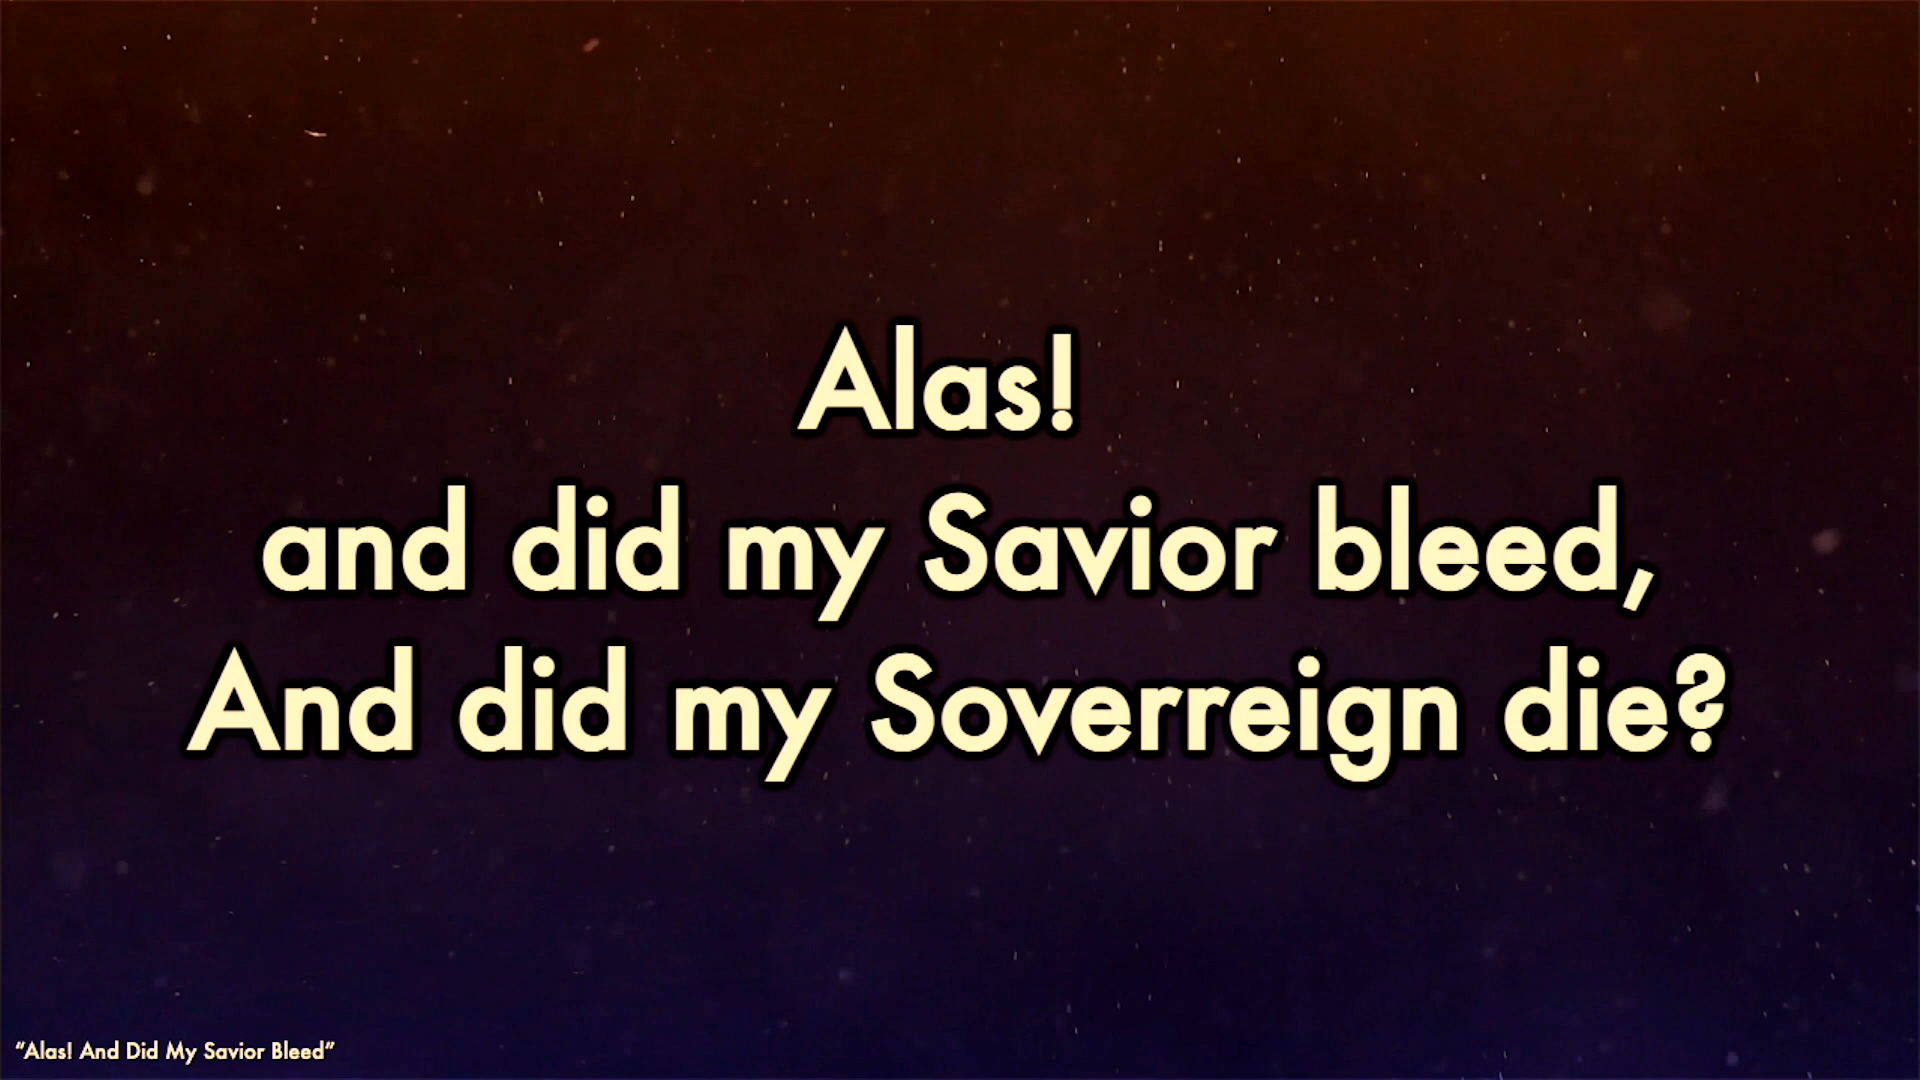 Alas!
and did my Savior bleed,
And did my Soverreign die?
“Alas! And Did My Savior Bleed”